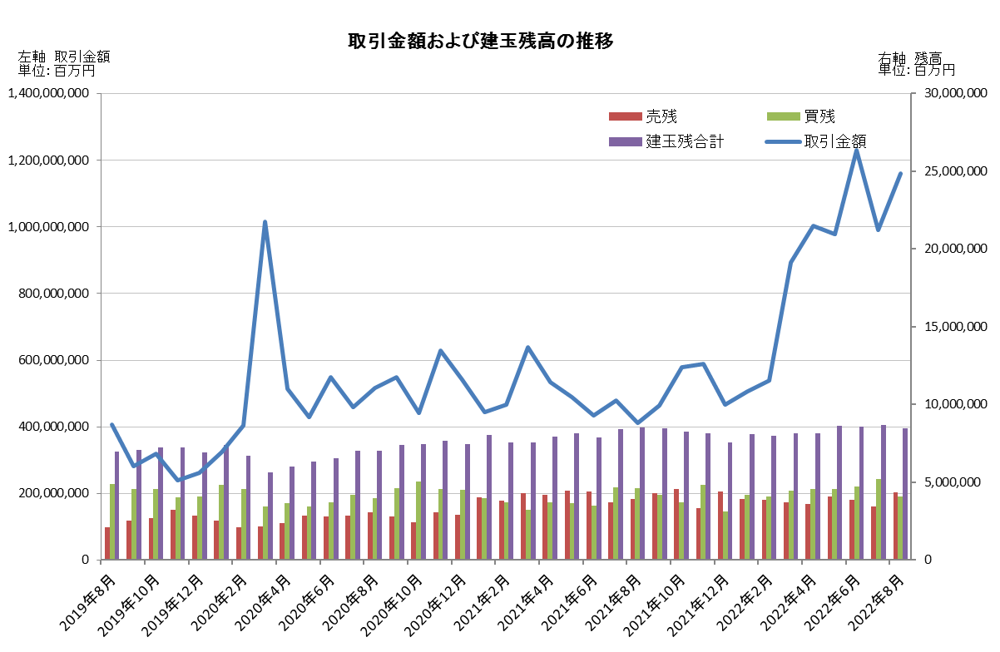 取引金額および建玉残高の推移
左軸 取引金額
単位: 百万円
右軸 残高
単位: 百万円
1,400,000,000
1,200,000,000
1,000,000,000
800,000,000
600,000,000
400,000,000
200,000,000
0
30,000,000
25,000,000
20,000,000
15,000,000
10,000,000
5,000,000
0
売残
買残
建玉残合計
取引金額
2019年8月
2019年10月
2019年12月
2020年2月
2020年4月
2020年6月
2020年8月
2020年10月
2020年12月
2021年2月
2021年4月
2021年6月
2021年8月
2021年10月
2021年12月
2022年2月
2022年4月
2022年6月
2022年8月